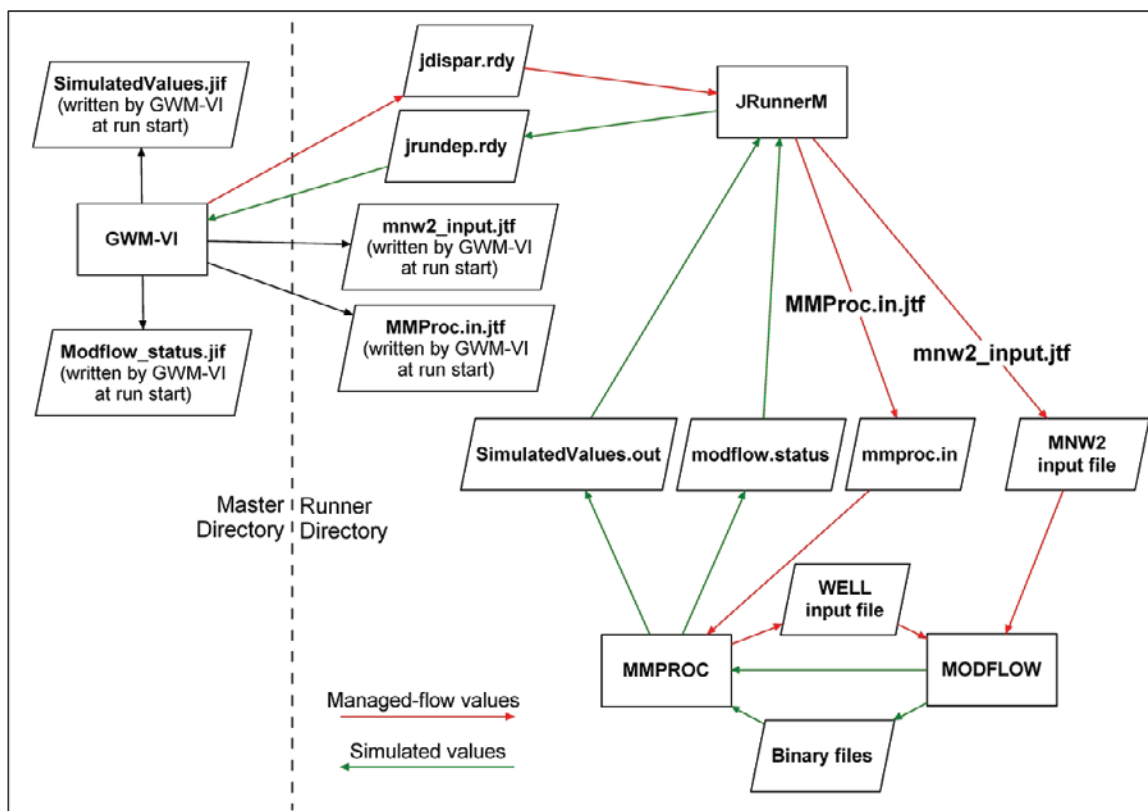 SimulatedValues.jif
(written by GWM-VI
at run start)
jdispar.rdy
JRunnerM
jrundep.rdy
GWM-VI
mnw2_input.jtf
(written by GWM-VI
at run start)
MMProc.in.jtf
(written by GWM-VI
at run start)
Modflow_status.jif
(written by GWM-VI
at run start)
MMProc.in.jtf
mnw2_input.jtf
SimulatedValues.out
modflow.status
mmproc.in
MNW2
input file
Master
Directory
Runner
Directory
WELL
input file
MMPROC
MODFLOW
Binary files
Managed-flow values
Simulated values